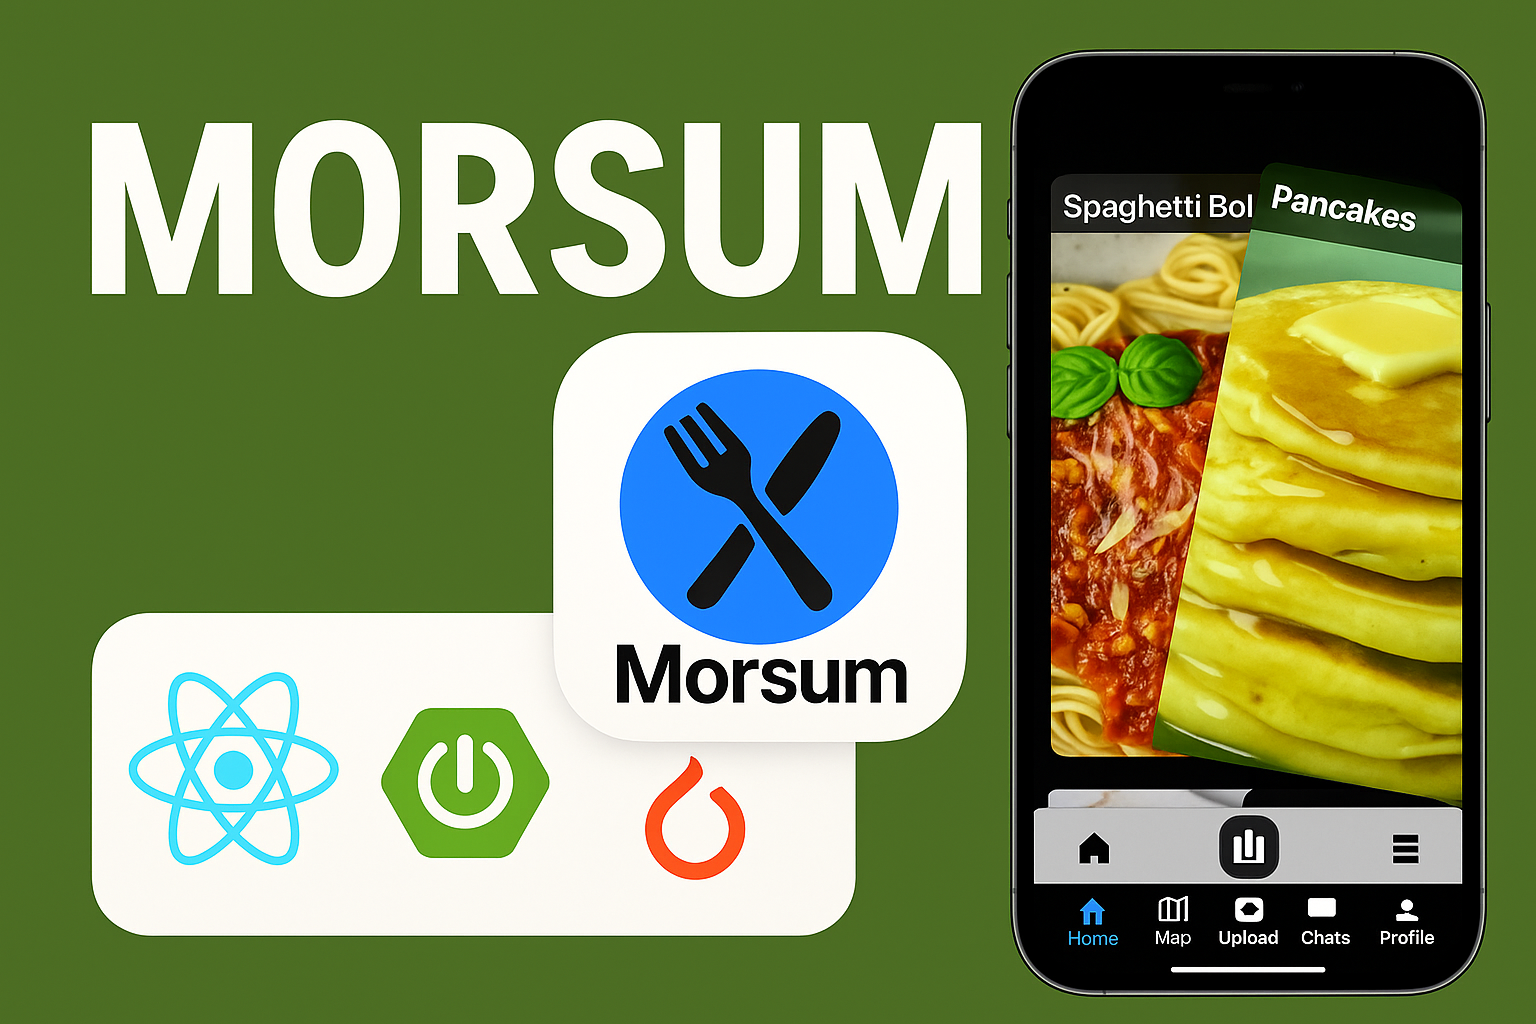 MORSUM
Morsum
Spaghetti Bol
Pancakes
Home
Map
Upload
Chats
Profile